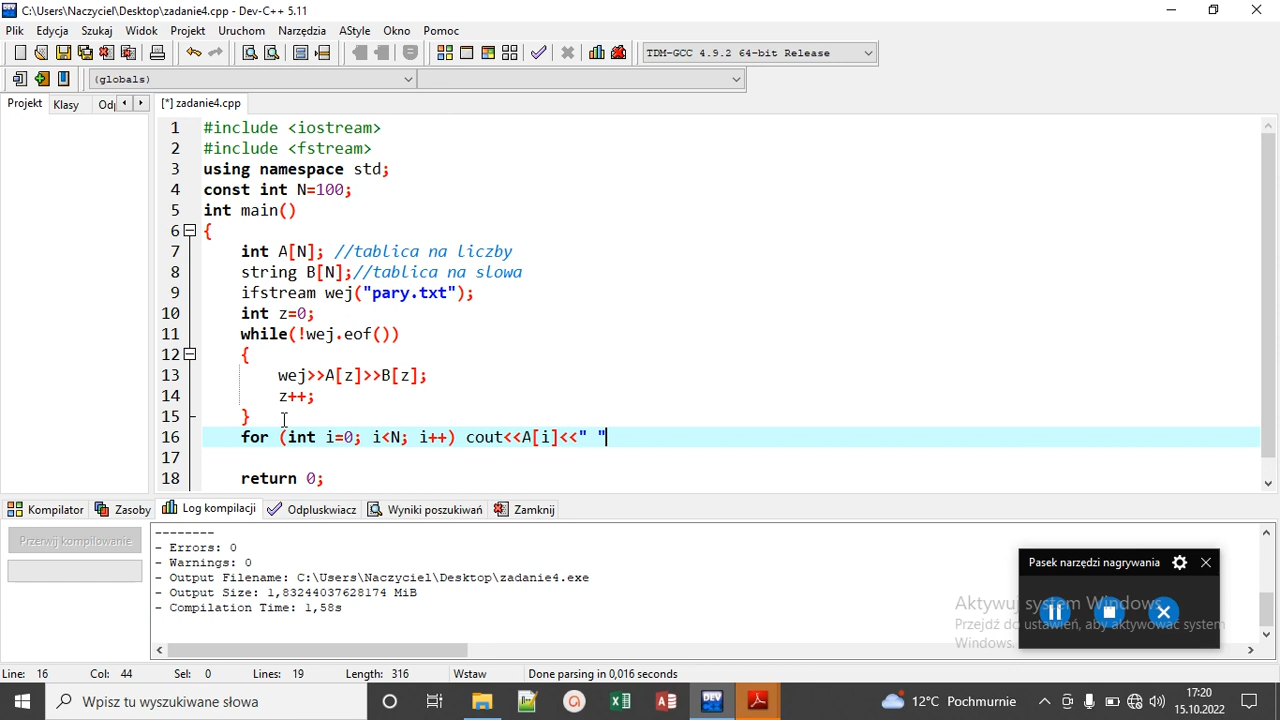 C:\Users\Naczyciel\Desktop\zadanie4.cpp - Dev-C++ 5.11
Plik Edycja Szukaj Widok Projekt Uruchom Narzędzia AStyle Okno Pomoc
TDM-GCC 4.9.2 64-bit Release
(globals)
Projekt Klasy Od
[*] zadanie4.cpp
1 #include <iostream>
2 #include <fstream>
3 using namespace std;
4 const int N=100;
5 int main()
6 {
7 int A[N]; //tablica na liczby
8 string B[N];//tablica na slowa
9 ifstream wej("pary.txt");
10 int z=0;
11 while(!wej.eof())
12 {
13 wej>>A[z]>>B[z];
14 z++;
15 }
16 for (int i=0; i<N; i++) cout<<A[i]<<" "
17
18 return 0;
Kompilator Zasoby Log kompilacji Odpluskwiacz Wyniki poszukiwań Zamknij
Przerwij kompilowanie
--------
- Errors: 0
- Warnings: 0
- Output Filename: C:\Users\Naczyciel\Desktop\zadanie4.exe
- Output Size: 1,83244037628174 MiB
- Compilation Time: 1,58s
Pasek narzędzi nagrywania
Aktywuj system Windows
Przejdź do ustawień, aby aktywować system
Windows.
Line: 16 Col: 44 Sel: 0 Lines: 19 Length: 316 Wstaw Done parsing in 0,016 seconds
Wpisz tu wyszukiwane słowa
12°C Pochmurnie
17:20
15.10.2022